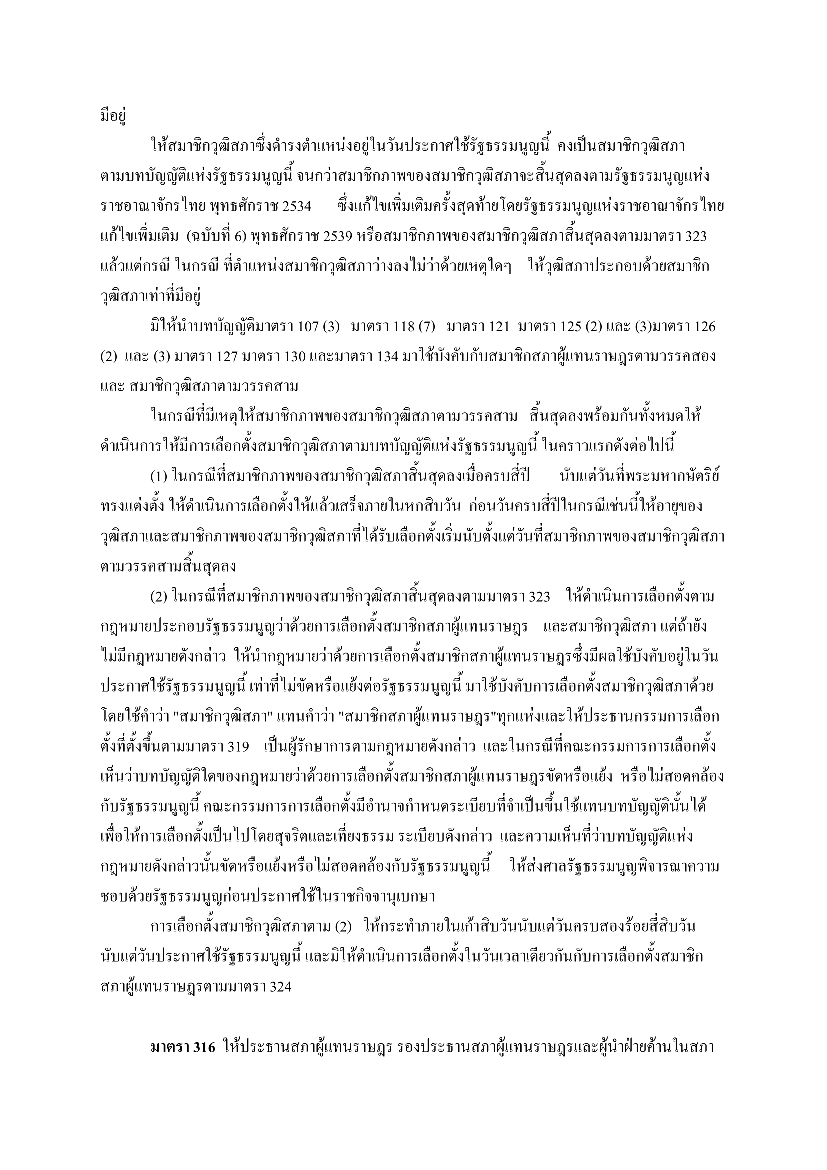 มีอยู่
ให้สมาชิกวุฒิสภาซึ่งดำรงตำแหน่งอยู่ในวันประกาศใช้รัฐธรรมนูญนี้ คงเป็นสมาชิกวุฒิสภา
ตามบทบัญญัติแห่งรัฐธรรมนูญนี้ จนกว่าสมาชิกภาพของสมาชิกวุฒิสภาจะสิ้นสุดลงตามรัฐธรรมนูญแห่ง
ราชอาณาจักรไทย พุทธศักราช 2534 ซึ่งแก้ไขเพิ่มเติมครั้งสุดท้ายโดยรัฐธรรมนูญแห่งราชอาณาจักรไทย
แก้ไขเพิ่มเติม (ฉบับที่ 6) พุทธศักราช 2539 หรือสมาชิกภาพของสมาชิกวุฒิสภาสิ้นสุดลงตามมาตรา 323
แล้วแต่กรณี ในกรณี ที่ตำแหน่งสมาชิกวุฒิสภาว่างลงไม่ว่าด้วยเหตุใดๆ ให้วุฒิสภาประกอบด้วยสมาชิก
วุฒิสภาเท่าที่มีอยู่
มิให้นำบทบัญญัติมาตรา 107 (3) มาตรา 118 (7) มาตรา 121 มาตรา 125 (2) และ (3)มาตรา 126
(2) และ (3) มาตรา 127 มาตรา 130 และมาตรา 134 มาใช้บังคับกับสมาชิกสภาผู้แทนราษฎรตามวรรคสอง
และ สมาชิกวุฒิสภาตามวรรคสาม
ในกรณีที่มีเหตุให้สมาชิกภาพของสมาชิกวุฒิสภาตามวรรคสาม สิ้นสุดลงพร้อมกันทั้งหมดให้
ดำเนินการให้มีการเลือกตั้งสมาชิกวุฒิสภาตามบทบัญญัติแห่งรัฐธรรมนูญนี้ ในคราวแรกดังต่อไปนี้
(1) ในกรณีที่สมาชิกภาพของสมาชิกวุฒิสภาสิ้นสุดลงเมื่อครบสี่ปี นับแต่วันที่พระมหากษัตริย์
ทรงแต่งตั้ง ให้ดำเนินการเลือกตั้งให้แล้วเสร็จภายในหกสิบวัน ก่อนวันครบสี่ปีในกรณีเช่นนี้ให้อายุของ
วุฒิสภาและสมาชิกภาพของสมาชิกวุฒิสภาที่ได้รับเลือกตั้งเริ่มนับตั้งแต่วันที่สมาชิกภาพของสมาชิกวุฒิสภา
ตามวรรคสามสิ้นสุดลง
(2) ในกรณีที่สมาชิกภาพของสมาชิกวุฒิสภาสิ้นสุดลงตามมาตรา 323 ให้ดำเนินการเลือกตั้งตาม
กฎหมายประกอบรัฐธรรมนูญว่าด้วยการเลือกตั้งสมาชิกสภาผู้แทนราษฎร และสมาชิกวุฒิสภา แต่ถ้ายัง
ไม่มีกฎหมายดังกล่าว ให้นำกฎหมายว่าด้วยการเลือกตั้งสมาชิกสภาผู้แทนราษฎรซึ่งมีผลใช้บังคับอยู่ในวัน
ประกาศใช้รัฐธรรมนูญนี้ เท่าที่ไม่ขัดหรือแย้งต่อรัฐธรรมนูญนี้ มาใช้บังคับการเลือกตั้งสมาชิกวุฒิสภาด้วย
โดยใช้คำว่า "สมาชิกวุฒิสภา" แทนคำว่า "สมาชิกสภาผู้แทนราษฎร"ทุกแห่งและให้ประธานกรรมการเลือก
ตั้งที่ตั้งขึ้นตามมาตรา 319 เป็นผู้รักษาการตามกฎหมายดังกล่าว และในกรณีที่คณะกรรมการการเลือกตั้ง
เห็นว่าบทบัญญัติใดของกฎหมายว่าด้วยการเลือกตั้งสมาชิกสภาผู้แทนราษฎรขัดหรือแย้ง หรือไม่สอดคล้อง
กับรัฐธรรมนูญนี้ คณะกรรมการการเลือกตั้งมีอำนาจกำหนดระเบียบที่จำเป็นขึ้นใช้แทนบทบัญญัตินั้นได้
เพื่อให้การเลือกตั้งเป็นไปโดยสุจริตและเที่ยงธรรม ระเบียบดังกล่าว และความเห็นที่ว่าบทบัญญัติแห่ง
กฎหมายดังกล่าวนั้นขัดหรือแย้งหรือไม่สอดคล้องกับรัฐธรรมนูญนี้ ให้ส่งศาลรัฐธรรมนูญพิจารณาความ
ชอบด้วยรัฐธรรมนูญก่อนประกาศใช้ในราชกิจจานุเบกษา
การเลือกตั้งสมาชิกวุฒิสภาตาม (2) ให้กระทำภายในเก้าสิบวันนับแต่วันครบสองร้อยสี่สิบวัน
นับแต่วันประกาศใช้รัฐธรรมนูญนี้ และมิให้ดำเนินการเลือกตั้งในวันเวลาเดียวกันกับการเลือกตั้งสมาชิก
สภาผู้แทนราษฎรตามมาตรา 324
มาตรา 316 ให้ประธานสภาผู้แทนราษฎร รองประธานสภาผู้แทนราษฎรและผู้นำฝ่ายค้านในสภา